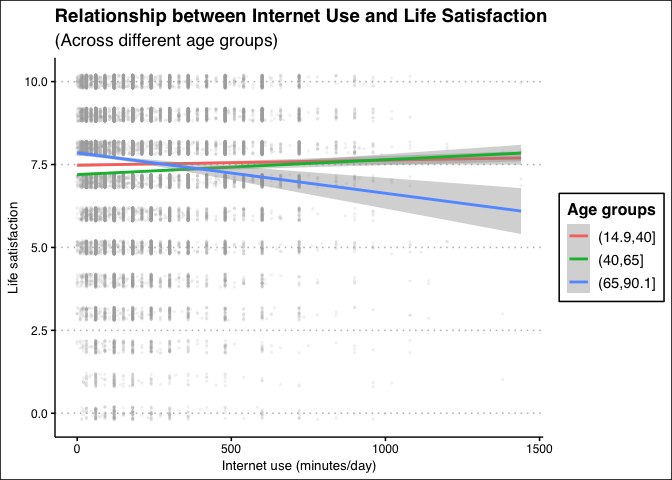 Relationship between Internet Use and Life Satisfaction
(Across different age groups)
10.0
7.5
5.0
2.5
0.0
Life satisfaction
0 500 1000 1500
Internet use (minutes/day)
Age groups
(14.9,40]
(40,65]
(65,90.1]